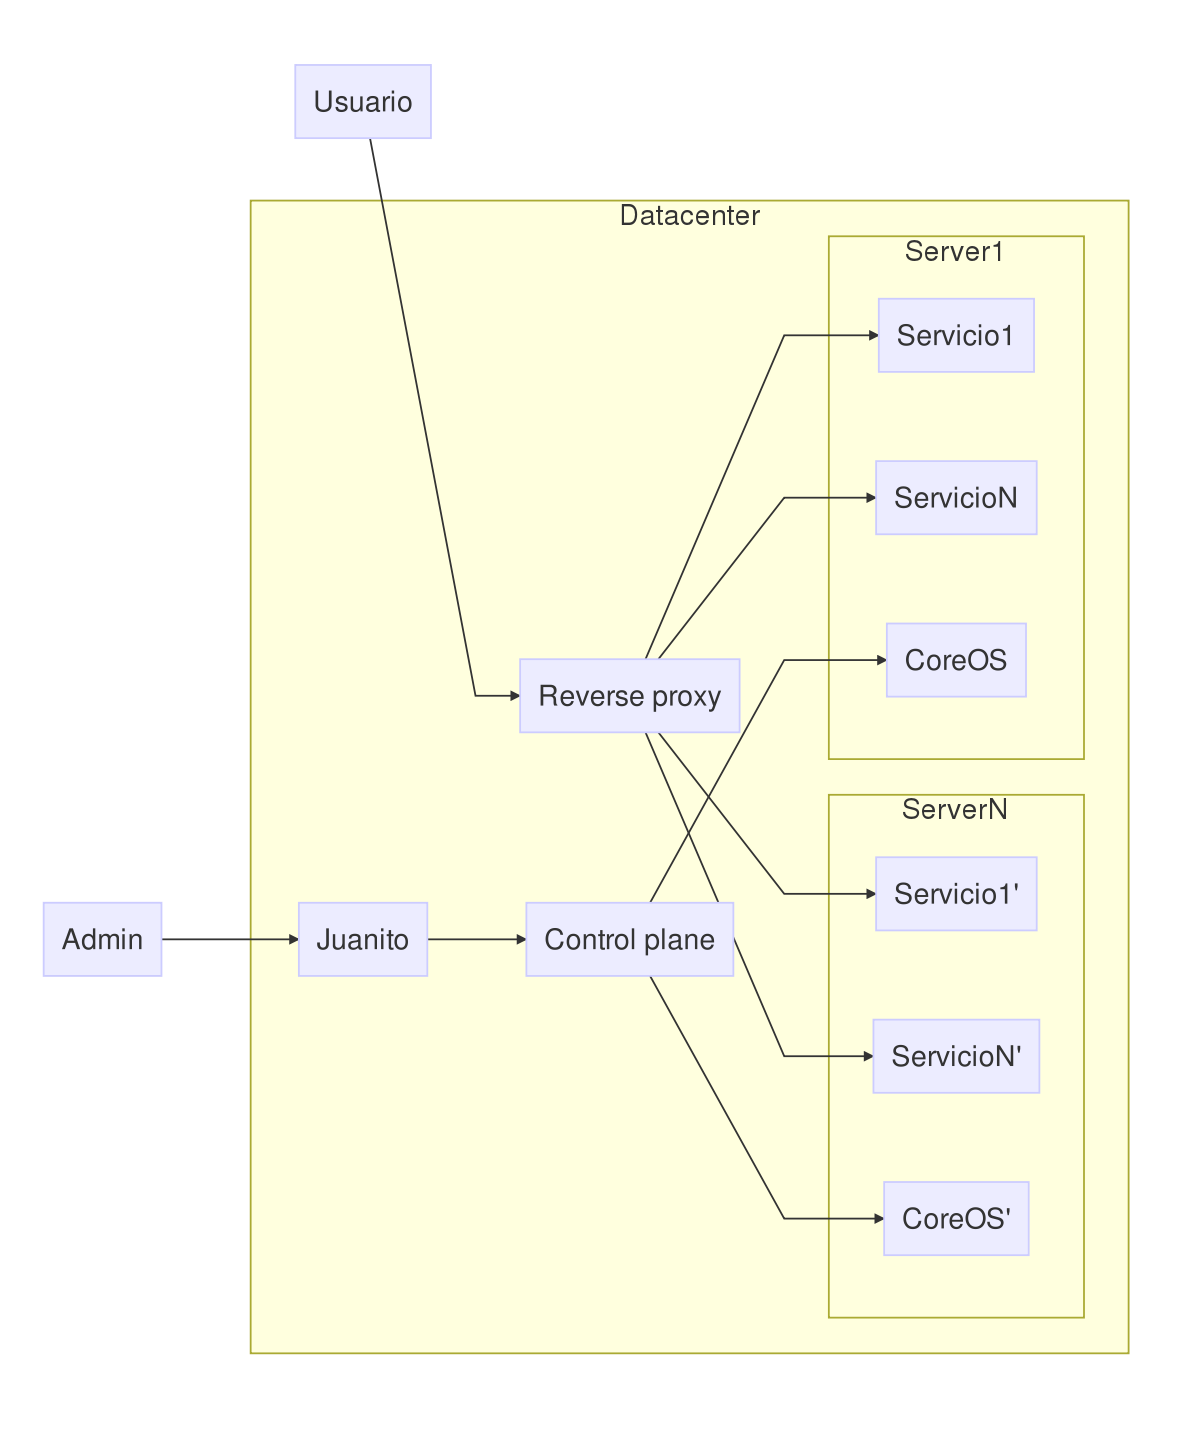 Usuario
Datacenter
Server1
Servicio1
ServicioN
CoreOS
Reverse proxy
ServerN
Servicio1'
Admin
Juanito
Control plane
ServicioN'
CoreOS'